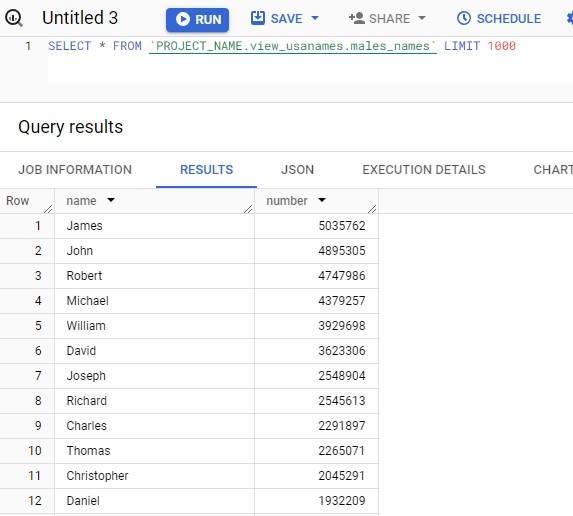 Untitled 3 RUN SAVE SHARE SCHEDULE
1 SELECT * FROM `PROJECT_NAME.view_usanames.males_names` LIMIT 1000
Query results
JOB INFORMATION RESULTS JSON EXECUTION DETAILS CHART
Row name number
1 James 5035762
2 John 4895305
3 Robert 4747986
4 Michael 4379257
5 William 3929698
6 David 3623306
7 Joseph 2548904
8 Richard 2545613
9 Charles 2291897
10 Thomas 2265071
11 Christopher 2045291
12 Daniel 1932209